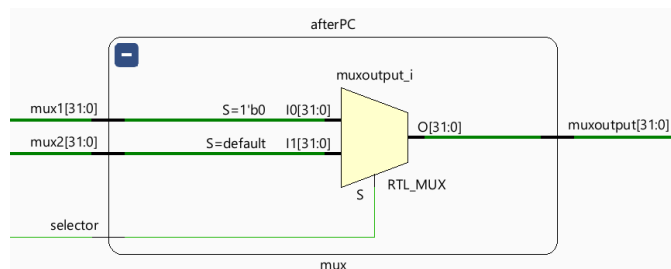 afterPC
muxoutput_i
mux1[31:0]
S=1'b0
I0[31:0]
mux2[31:0]
S=default
I1[31:0]
O[31:0]
muxoutput[31:0]
S
RTL_MUX
selector
mux